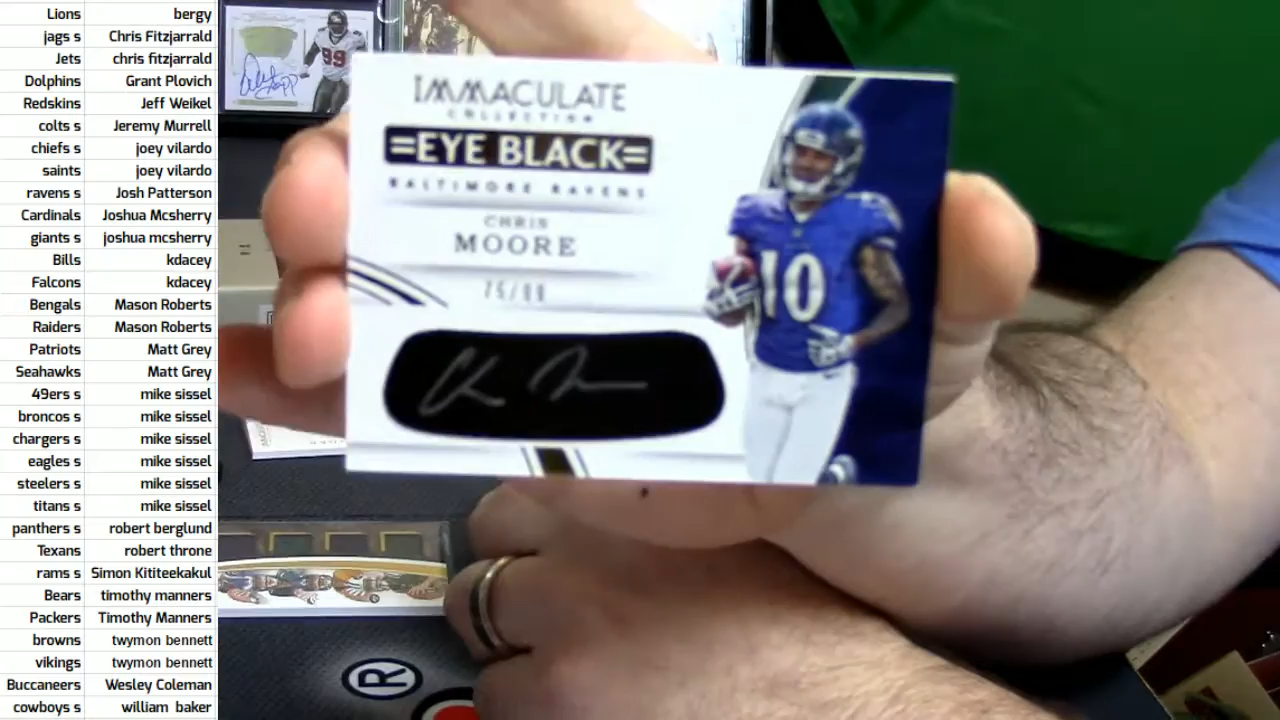 Lions bergy
jags s Chris Fitzjarrald
Jets chris fitzjarrald
Dolphins Grant Plovich
Redskins Jeff Weikel
colts s Jeremy Murrell
chiefs s joey vilardo
saints joey vilardo
ravens s Josh Patterson
Cardinals Joshua Mcsherry
giants s joshua mcsherry
Bills kdacey
Falcons kdacey
Bengals Mason Roberts
Raiders Mason Roberts
Patriots Matt Grey
Seahawks Matt Grey
49ers s mike sissel
broncos s mike sissel
chargers s mike sissel
eagles s mike sissel
steelers s mike sissel
titans s mike sissel
panthers s robert berglund
Texans robert throne
rams s Simon Kititeekakul
Bears timothy manners
Packers Timothy Manners
browns twymon bennett
vikings twymon bennett
Buccaneers Wesley Coleman
cowboys s william baker
IMMACULATE
COLLECTION
=EYE BLACK=
BALTIMORE RAVENS
CHRIS
MOORE
10
99
®